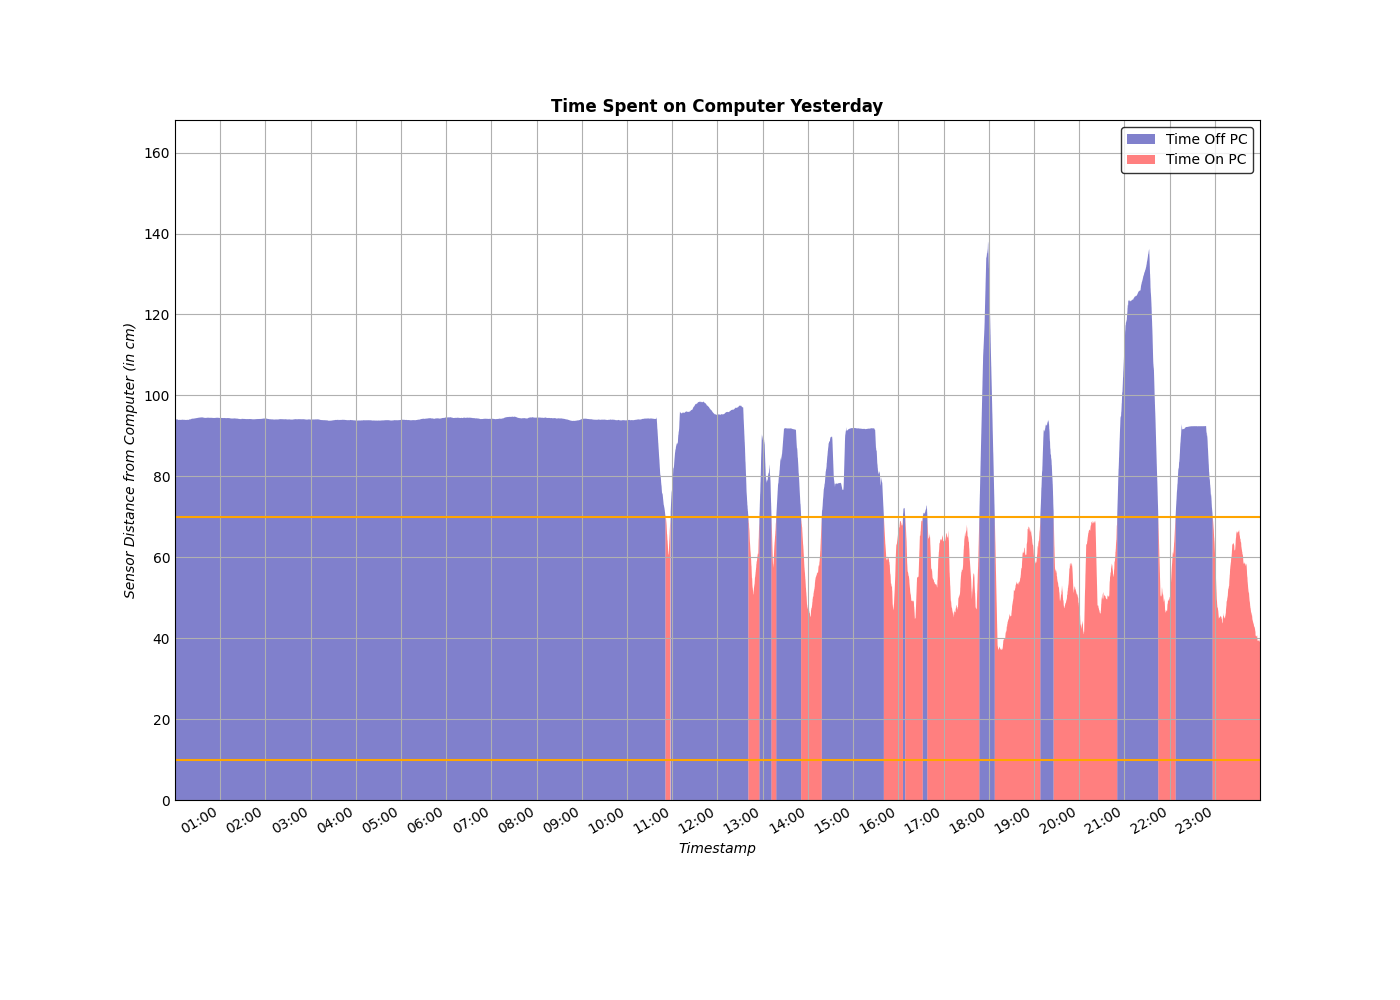 Time Spent on Computer Yesterday
Time Off PC
Time On PC
Sensor Distance from Computer (in cm)
160
140
120
100
80
60
40
20
0
01:00 02:00 03:00 04:00 05:00 06:00 07:00 08:00 09:00 10:00 11:00 12:00 13:00 14:00 15:00 16:00 17:00 18:00 19:00 20:00 21:00 22:00 23:00
Timestamp